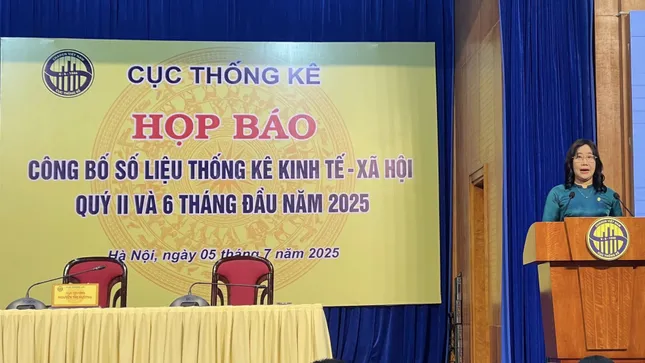 CỤC THỐNG KÊ
HỌP BÁO
CÔNG BỐ SỐ LIỆU THỐNG KÊ KINH TẾ - XÃ HỘI
QUÝ II VÀ 6 THÁNG ĐẦU NĂM 2025
Hà Nội, ngày 05 tháng 7 năm 2025